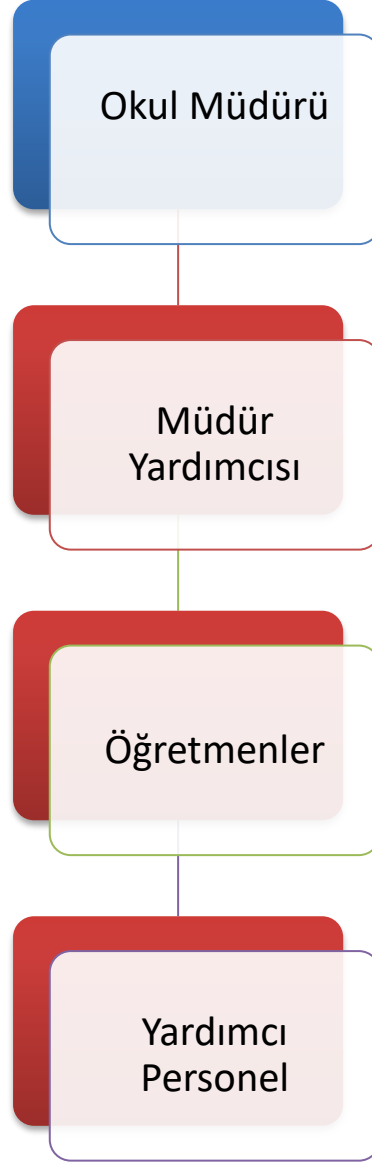 Okul Müdürü
Müdür
Yardımcısı
Öğretmenler
Yardımcı
Personel